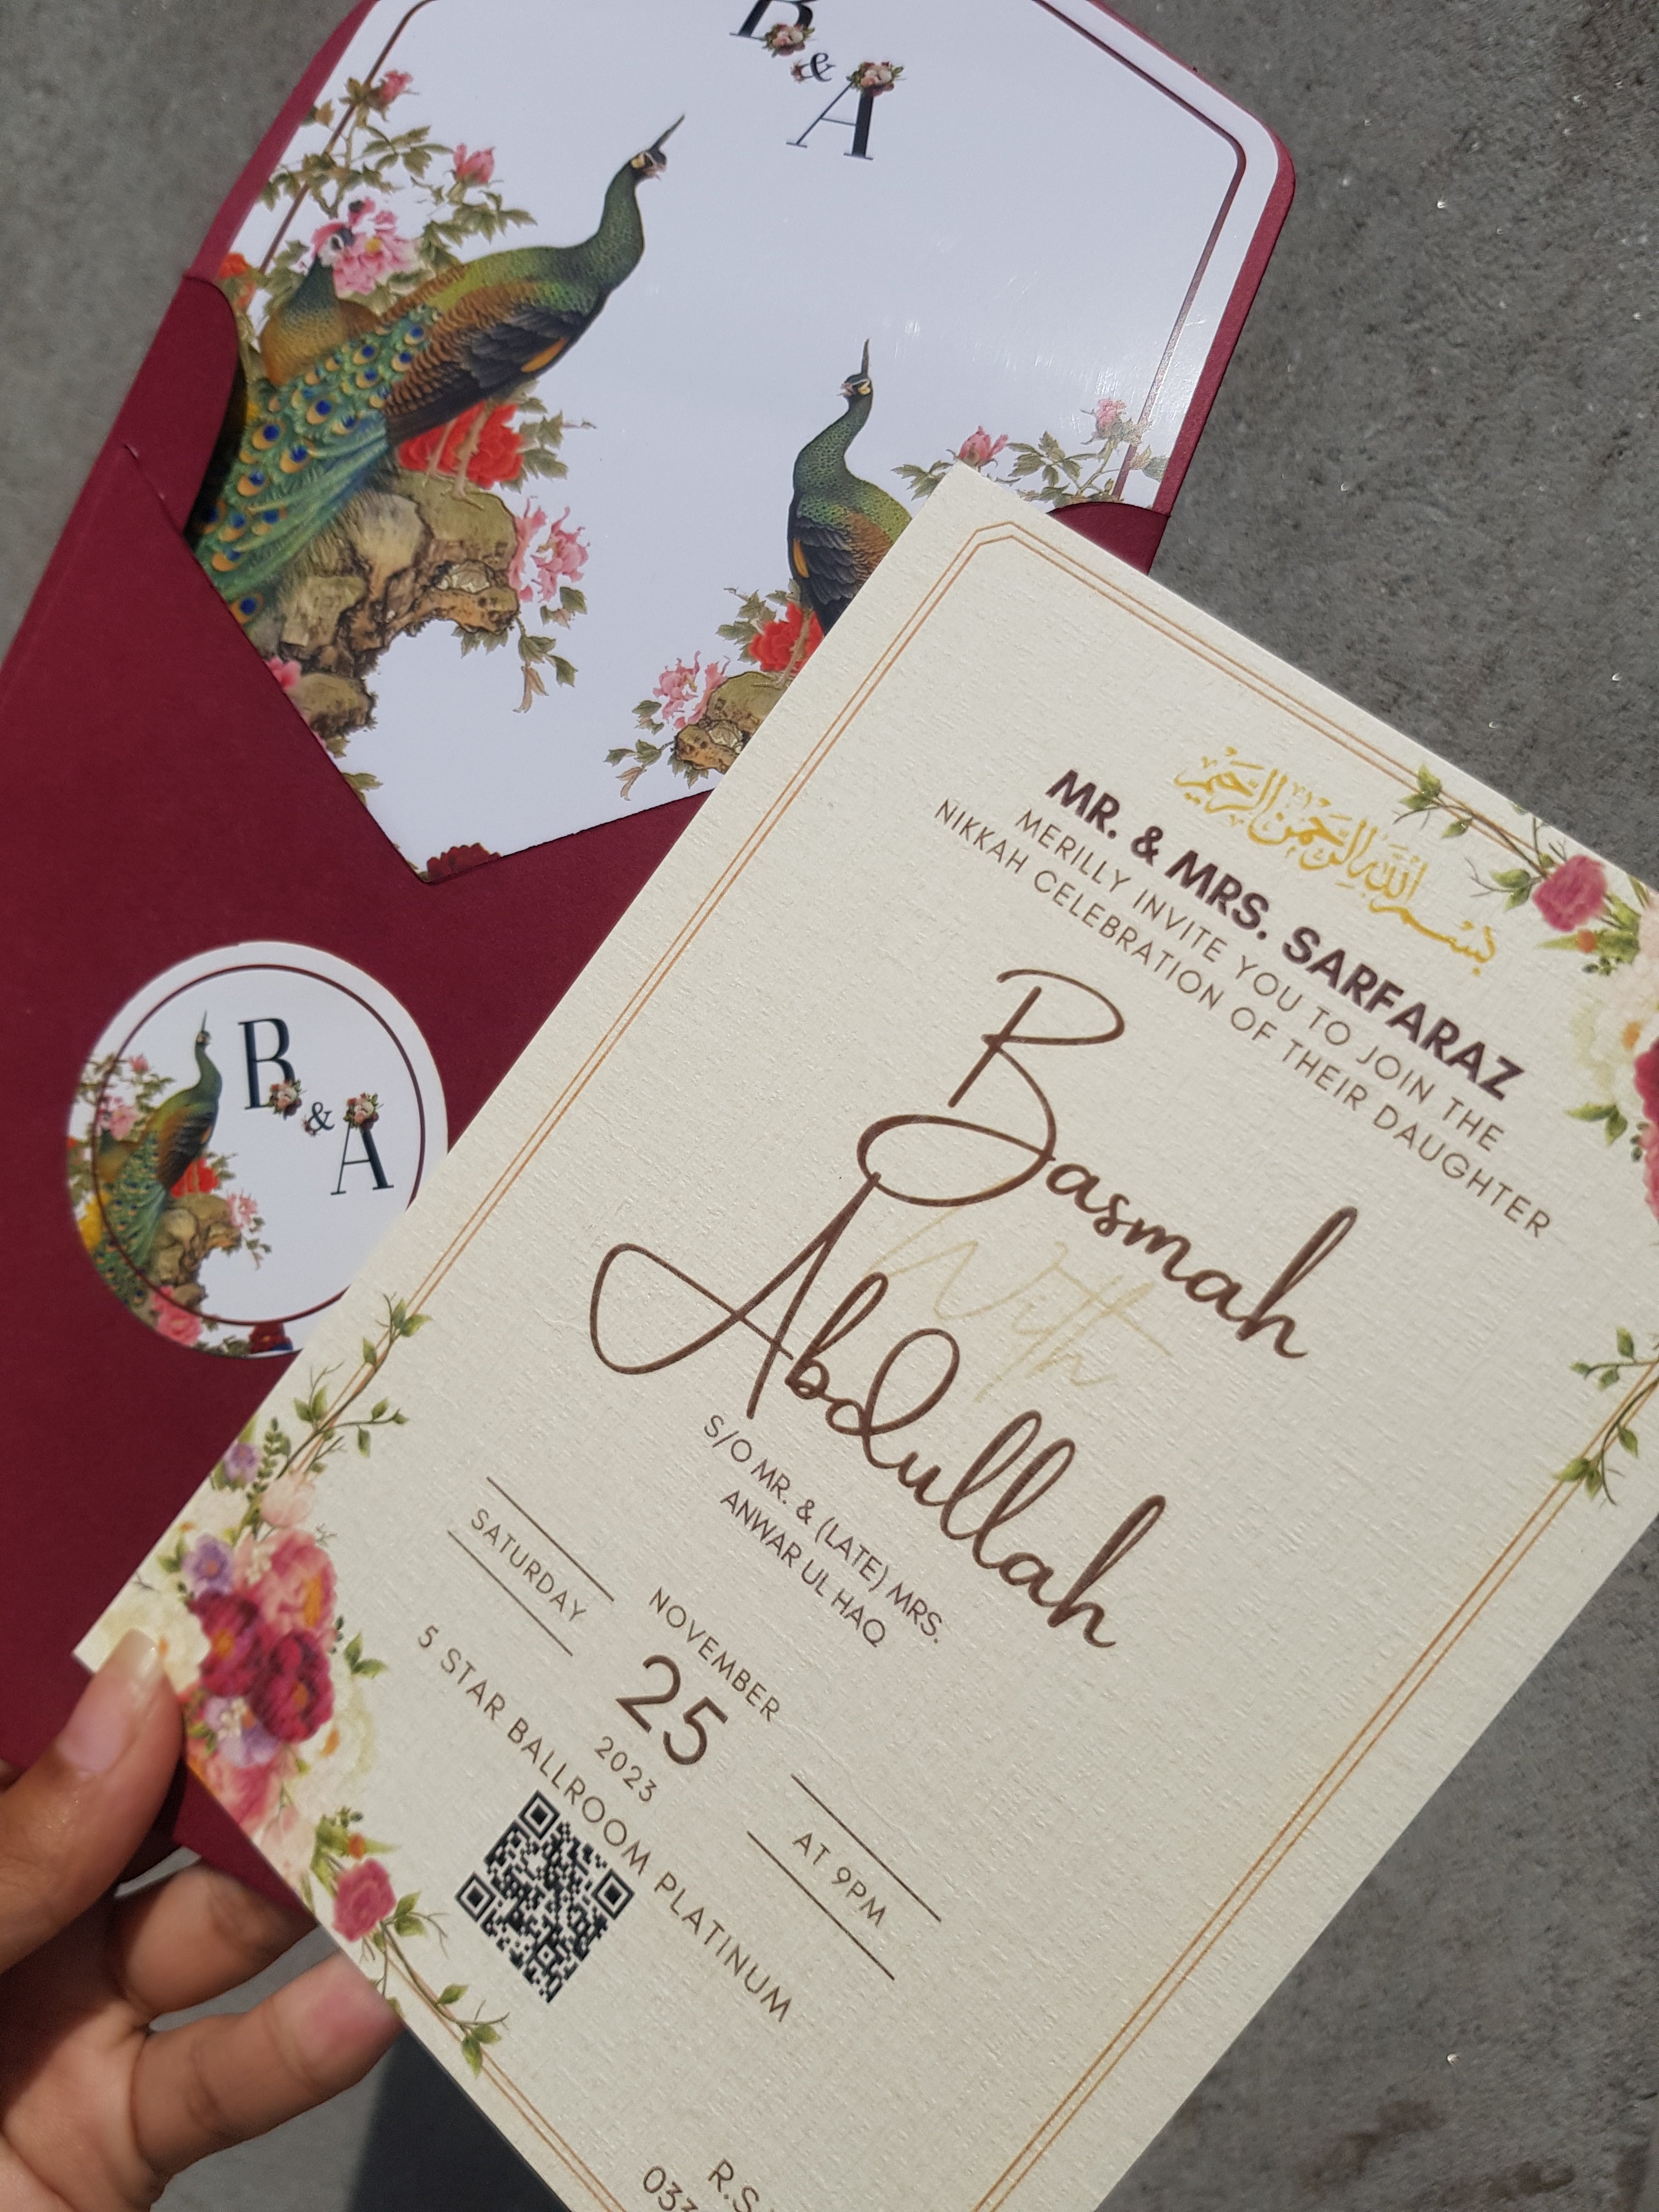 B
&
A
B
&
A
بسم الله الرحمن الرحيم
MR. & MRS. SARFARAZ
MERILLY INVITE YOU TO JOIN THE
NIKKAH CELEBRATION OF THEIR DAUGHTER
Basmah
With
Abdullah
S/O MR. & (LATE) MRS.
ANWAR UL HAQ
SATURDAY
NOVEMBER
25
2023
AT 9PM
5 STAR BALLROOM PLATINUM
R.S
033